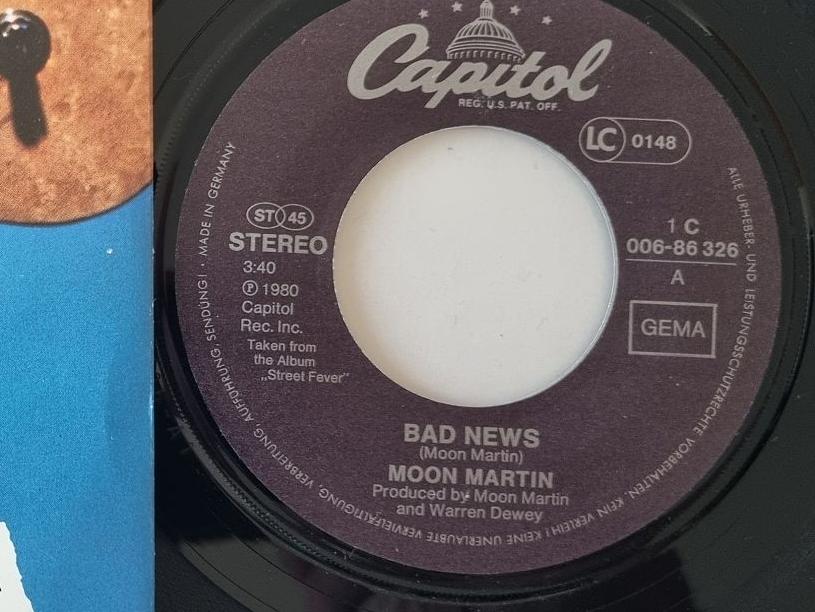 Capitol
REG. U.S. PAT. OFF.
LC 0148
ST 45
STEREO
3:40
℗ 1980
Capitol
Rec. Inc.
Taken from
the Album
„Street Fever”
1 C
006-86 326
A
GEMA
BAD NEWS
(Moon Martin)
MOON MARTIN
Produced by Moon Martin
and Warren Dewey
ALLE URHEBER- UND LEISTUNGSSCHUTZRECHTE VORBEHALTEN. KEIN VERLEIH! KEINE UNERLAUBTE VERVIELFÄLTIGUNG, VERBREITUNG, AUFFÜHRUNG, SENDUNG! · MADE IN GERMANY